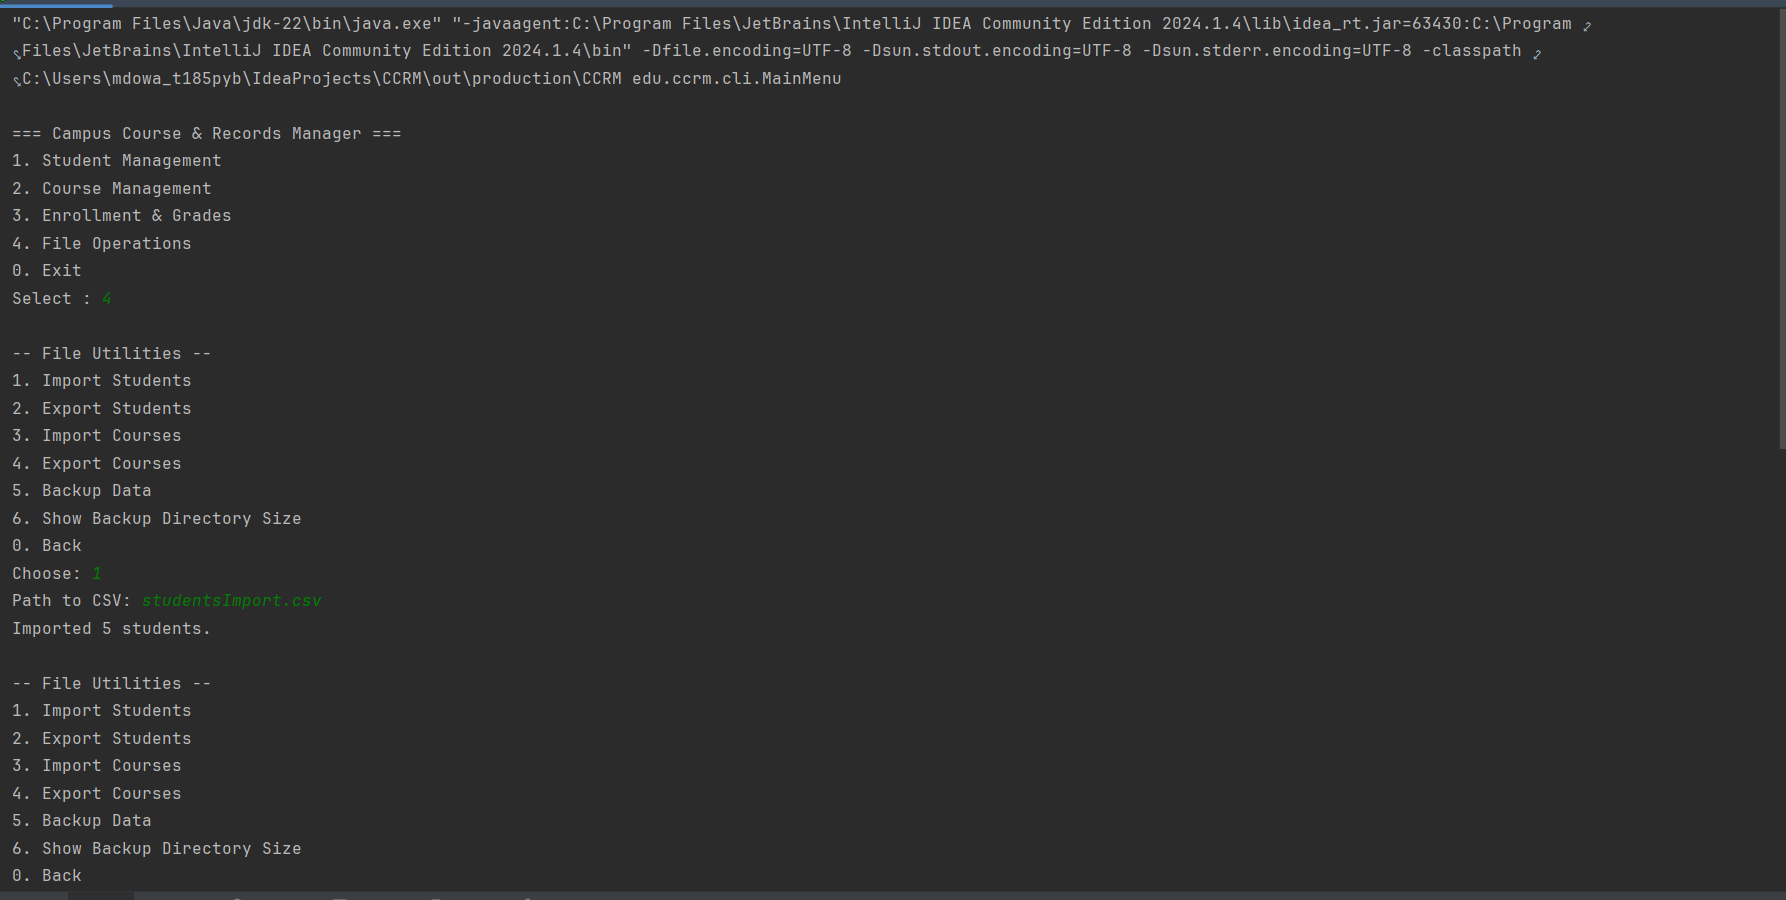 "C:\Program Files\Java\jdk-22\bin\java.exe" "-javaagent:C:\Program Files\JetBrains\IntelliJ IDEA Community Edition 2024.1.4\lib\idea_rt.jar=63430:C:\Program
Files\JetBrains\IntelliJ IDEA Community Edition 2024.1.4\bin" -Dfile.encoding=UTF-8 -Dsun.stdout.encoding=UTF-8 -Dsun.stderr.encoding=UTF-8 -classpath
C:\Users\mdowa_t185pyb\IdeaProjects\CCRM\out\production\CCRM edu.ccrm.cli.MainMenu
=== Campus Course & Records Manager ===
1. Student Management
2. Course Management
3. Enrollment & Grades
4. File Operations
0. Exit
Select : 4
-- File Utilities --
1. Import Students
2. Export Students
3. Import Courses
4. Export Courses
5. Backup Data
6. Show Backup Directory Size
0. Back
Choose: 1
Path to CSV: studentsImport.csv
Imported 5 students.
-- File Utilities --
1. Import Students
2. Export Students
3. Import Courses
4. Export Courses
5. Backup Data
6. Show Backup Directory Size
0. Back